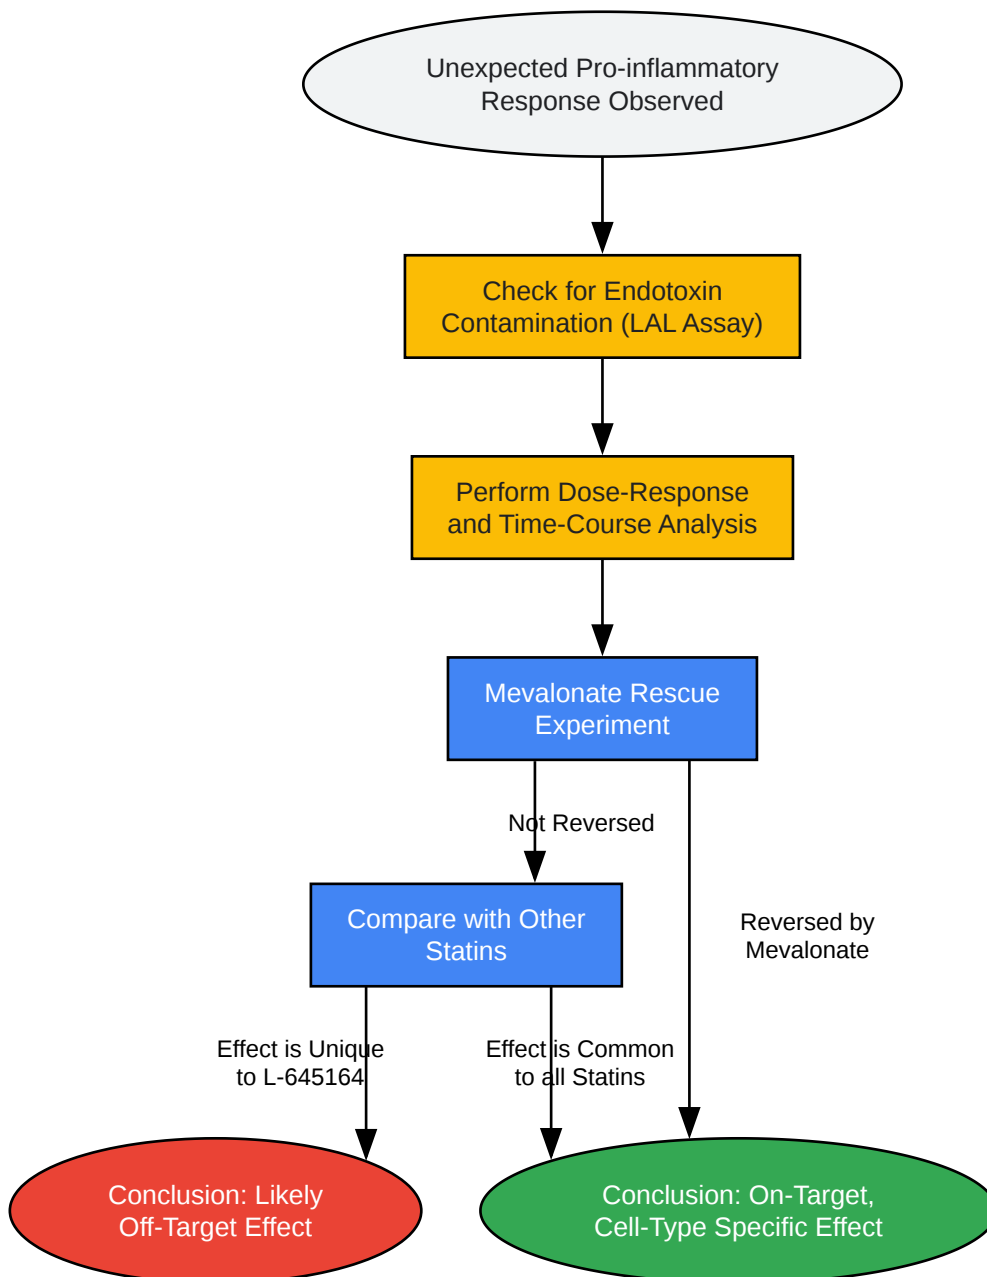 Unexpected Pro-inflammatory
Response Observed
Check for Endotoxin
Contamination (LAL Assay)
Perform Dose-Response
and Time-Course Analysis
Mevalonate Rescue
Experiment
Not Reversed
Compare with Other
Statins
Reversed by
Mevalonate
Effect is Unique
to L-645164
Effect is Common
to all Statins
Conclusion: Likely
Off-Target Effect
Conclusion: On-Target,
Cell-Type Specific Effect